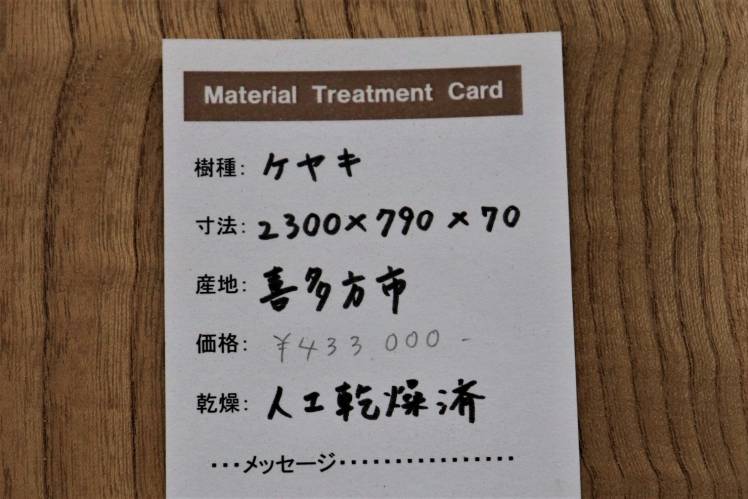 Material Treatment Card
樹種: ケヤキ
寸法: 2300×790×70
産地: 喜多方市
価格: ¥433,000-
乾燥: 人工乾燥済
･･･メッセージ････････････････